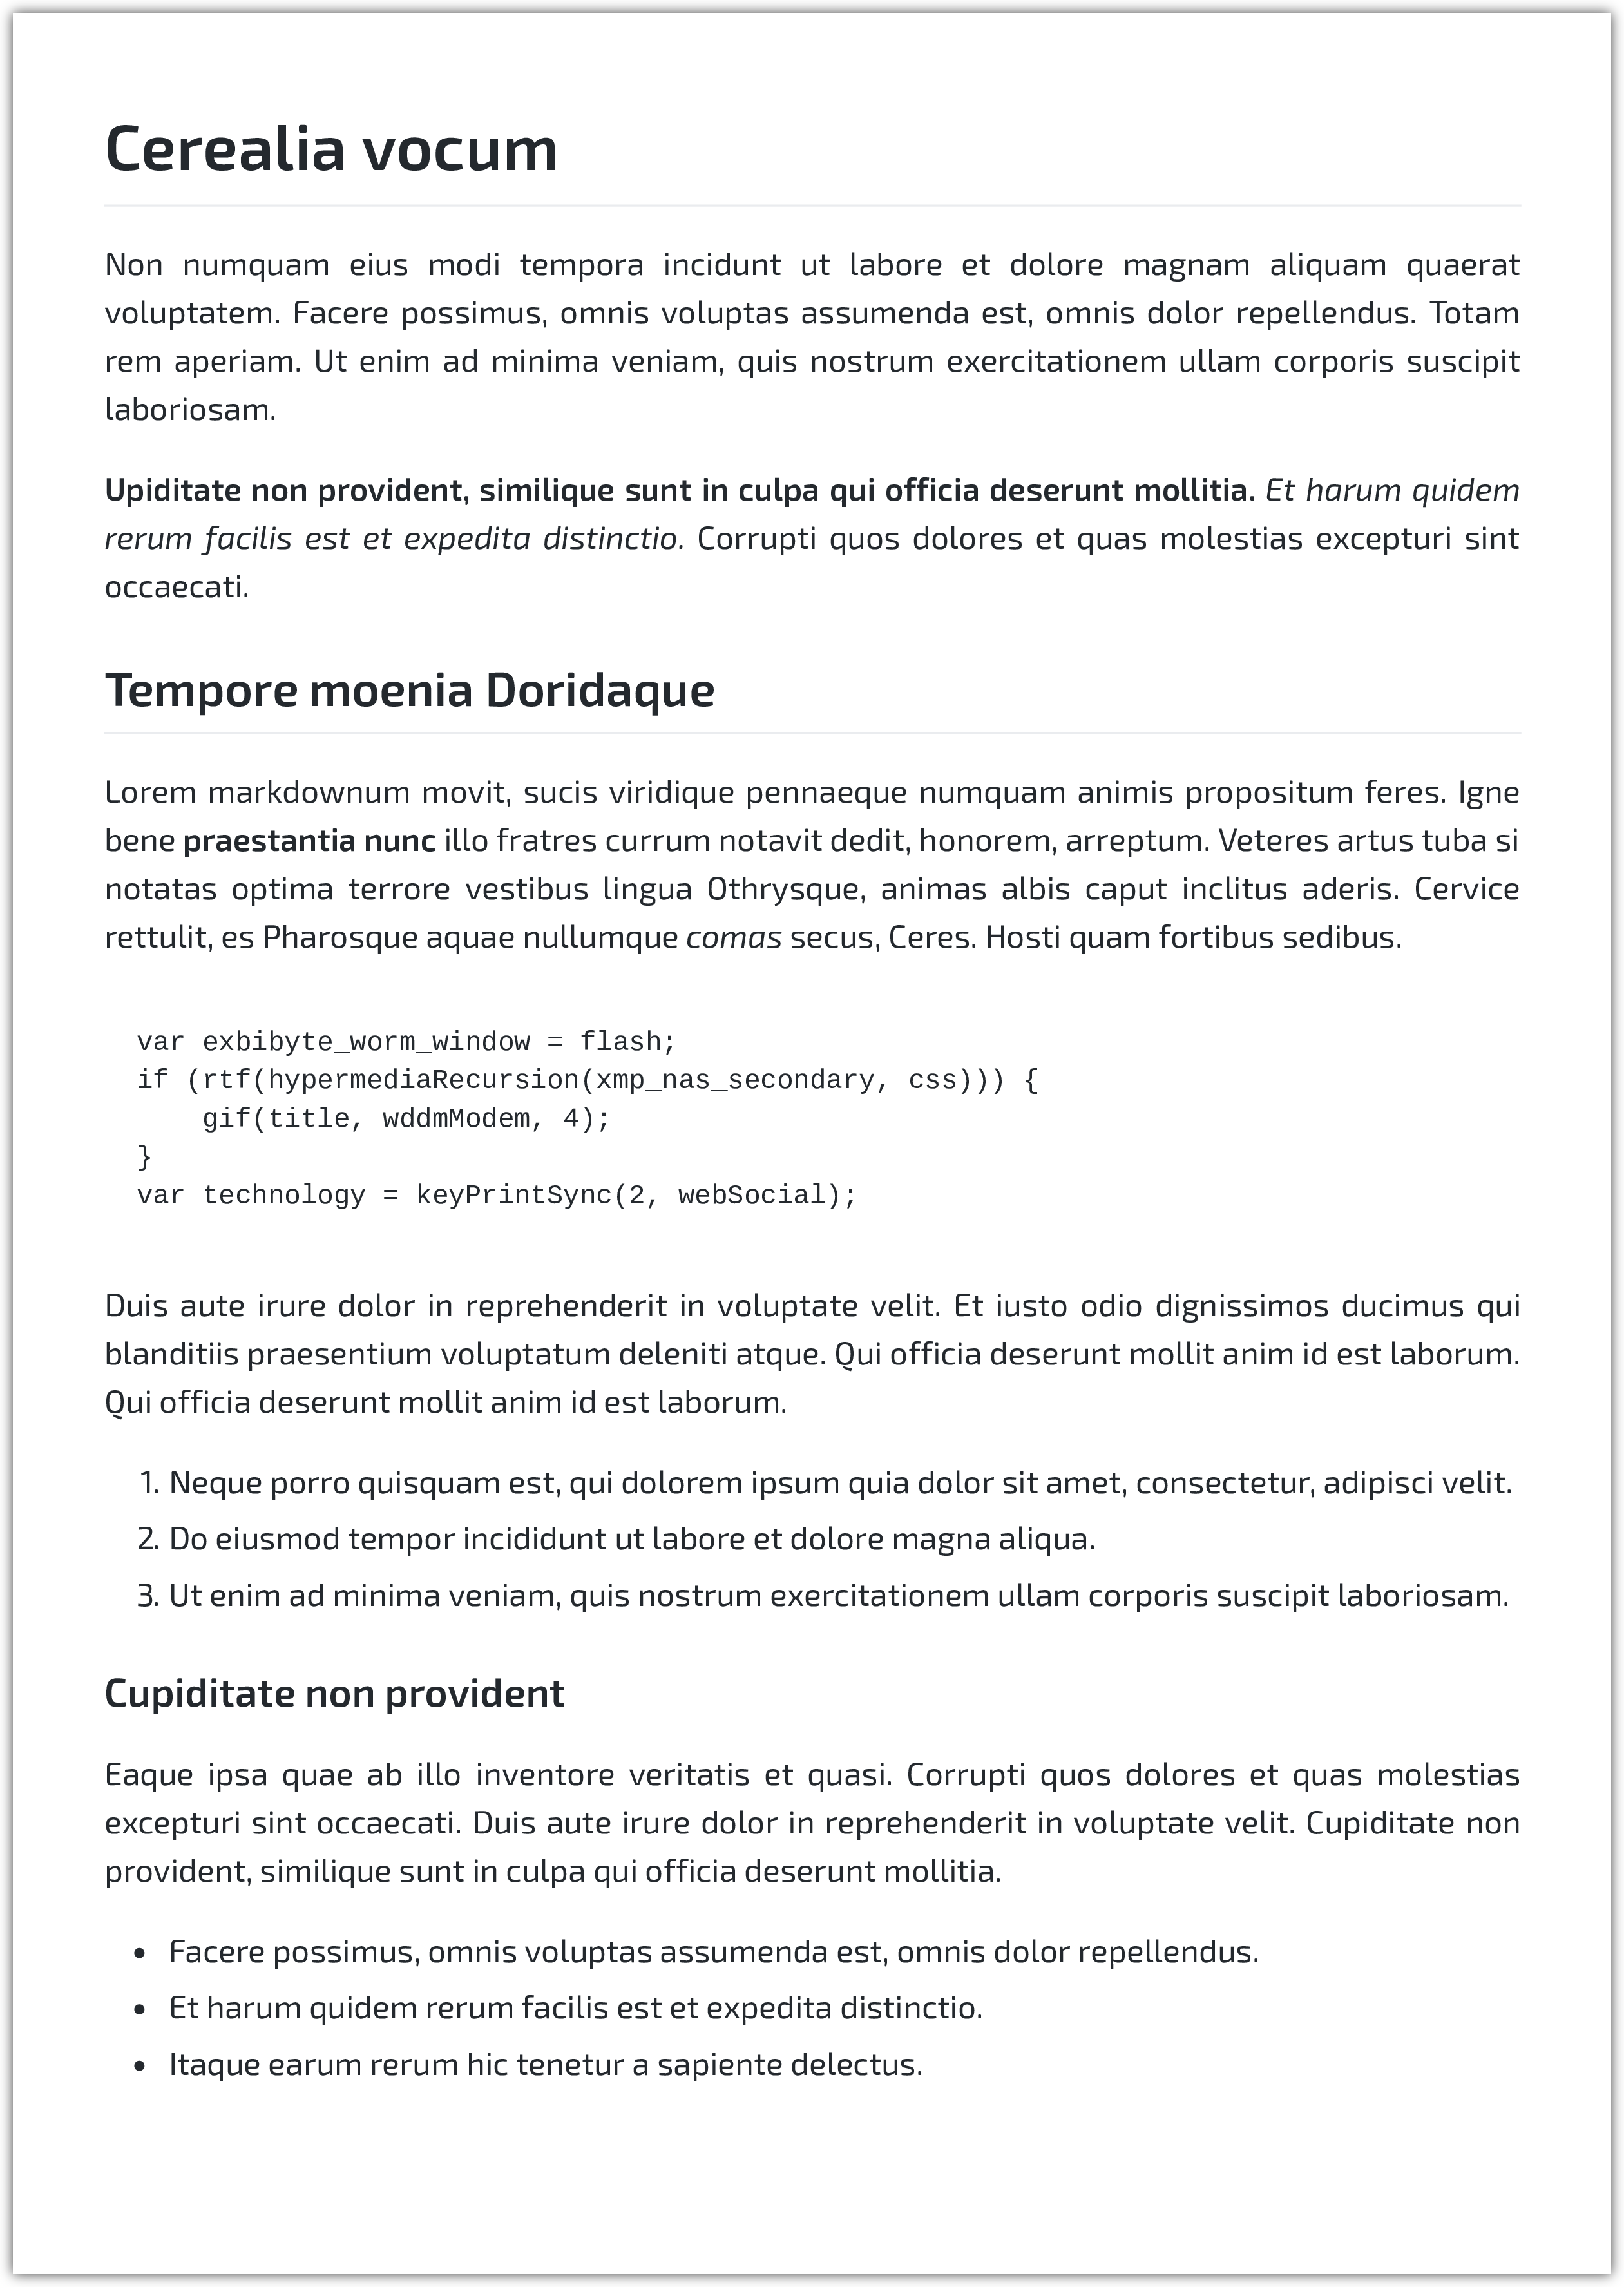 Cerealia vocum
Non numquam eius modi tempora incidunt ut labore et dolore magnam aliquam quaerat
voluptatem. Facere possimus, omnis voluptas assumenda est, omnis dolor repellendus. Totam
rem aperiam. Ut enim ad minima veniam, quis nostrum exercitationem ullam corporis suscipit
laboriosam.
Upiditate non provident, similique sunt in culpa qui officia deserunt mollitia. Et harum quidem
rerum facilis est et expedita distinctio. Corrupti quos dolores et quas molestias excepturi sint
occaecati.
Tempore moenia Doridaque
Lorem markdownum movit, sucis viridique pennaeque numquam animis propositum feres. Igne
bene praestantia nunc illo fratres currum notavit dedit, honorem, arreptum. Veteres artus tuba si
notatas optima terrore vestibus lingua Othrysque, animas albis caput inclitus aderis. Cervice
rettulit, es Pharosque aquae nullumque comas secus, Ceres. Hosti quam fortibus sedibus.
var exbibyte_worm_window = flash;
if (rtf(hypermediaRecursion(xmp_nas_secondary, css))) {
    gif(title, wddmModem, 4);
}
var technology = keyPrintSync(2, webSocial);
Duis aute irure dolor in reprehenderit in voluptate velit. Et iusto odio dignissimos ducimus qui
blanditiis praesentium voluptatum deleniti atque. Qui officia deserunt mollit anim id est laborum.
Qui officia deserunt mollit anim id est laborum.
1. Neque porro quisquam est, qui dolorem ipsum quia dolor sit amet, consectetur, adipisci velit.
2. Do eiusmod tempor incididunt ut labore et dolore magna aliqua.
3. Ut enim ad minima veniam, quis nostrum exercitationem ullam corporis suscipit laboriosam.
Cupiditate non provident
Eaque ipsa quae ab illo inventore veritatis et quasi. Corrupti quos dolores et quas molestias
excepturi sint occaecati. Duis aute irure dolor in reprehenderit in voluptate velit. Cupiditate non
provident, similique sunt in culpa qui officia deserunt mollitia.
• Facere possimus, omnis voluptas assumenda est, omnis dolor repellendus.
• Et harum quidem rerum facilis est et expedita distinctio.
• Itaque earum rerum hic tenetur a sapiente delectus.